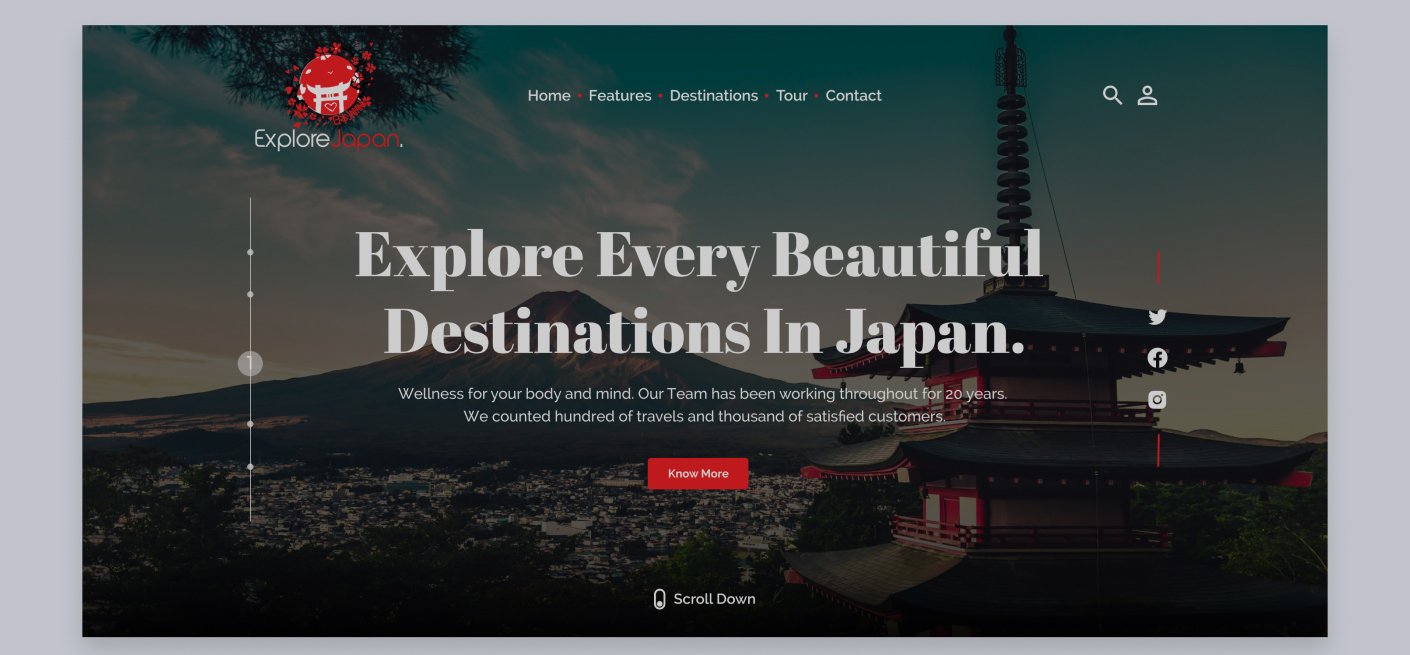 ExploreJapan.
Home • Features • Destinations • Tour • Contact
Explore Every Beautiful
Destinations In Japan.
1
Wellness for your body and mind. Our Team has been working throughout for 20 years.
We counted hundred of travels and thousand of satisfied customers.
Know More
Scroll Down